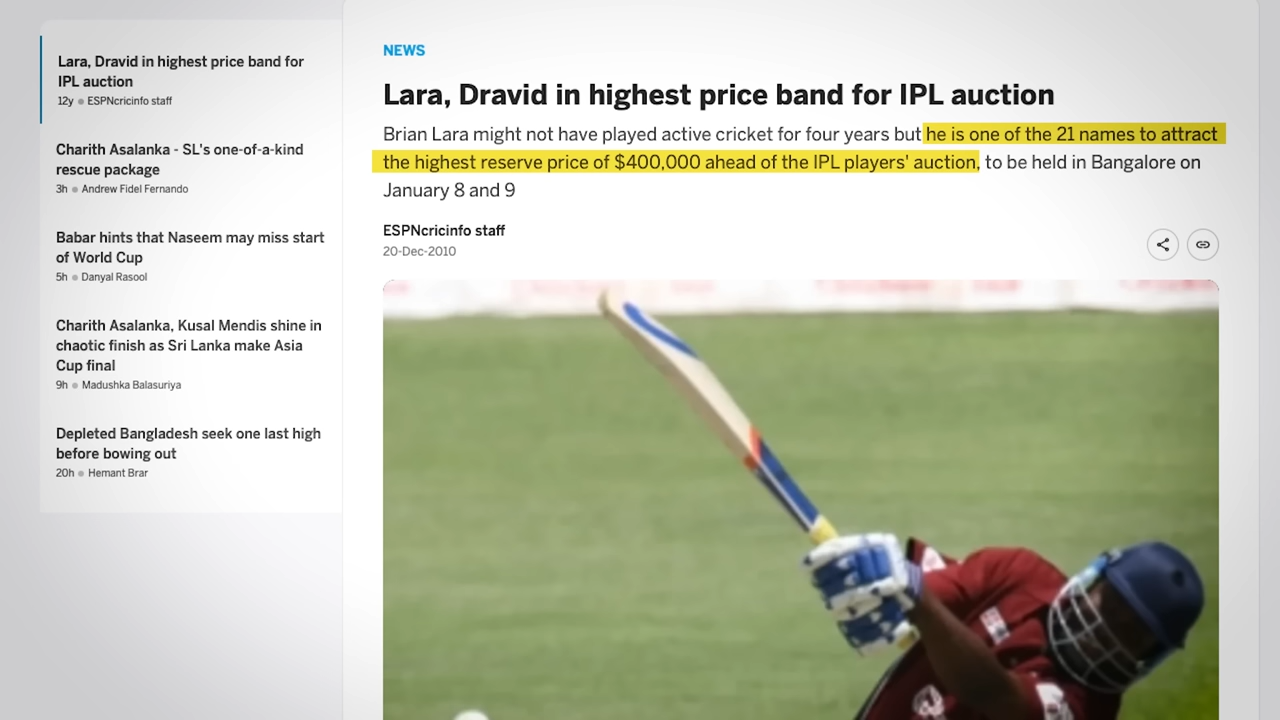 Lara, Dravid in highest price band for
IPL auction
12y ESPNcricinfo staff
Charith Asalanka - SL's one-of-a-kind
rescue package
3h Andrew Fidel Fernando
Babar hints that Naseem may miss start
of World Cup
5h Danyal Rasool
Charith Asalanka, Kusal Mendis shine in
chaotic finish as Sri Lanka make Asia
Cup final
9h Madushka Balasuriya
Depleted Bangladesh seek one last high
before bowing out
20h Hemant Brar
NEWS
Lara, Dravid in highest price band for IPL auction
Brian Lara might not have played active cricket for four years but he is one of the 21 names to attract
the highest reserve price of $400,000 ahead of the IPL players' auction, to be held in Bangalore on
January 8 and 9
ESPNcricinfo staff
20-Dec-2010